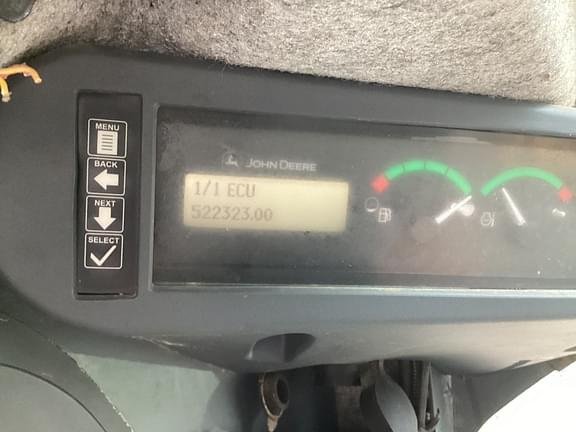 MENU
BACK
NEXT
SELECT
JOHN DEERE
1/1 ECU
522323.00